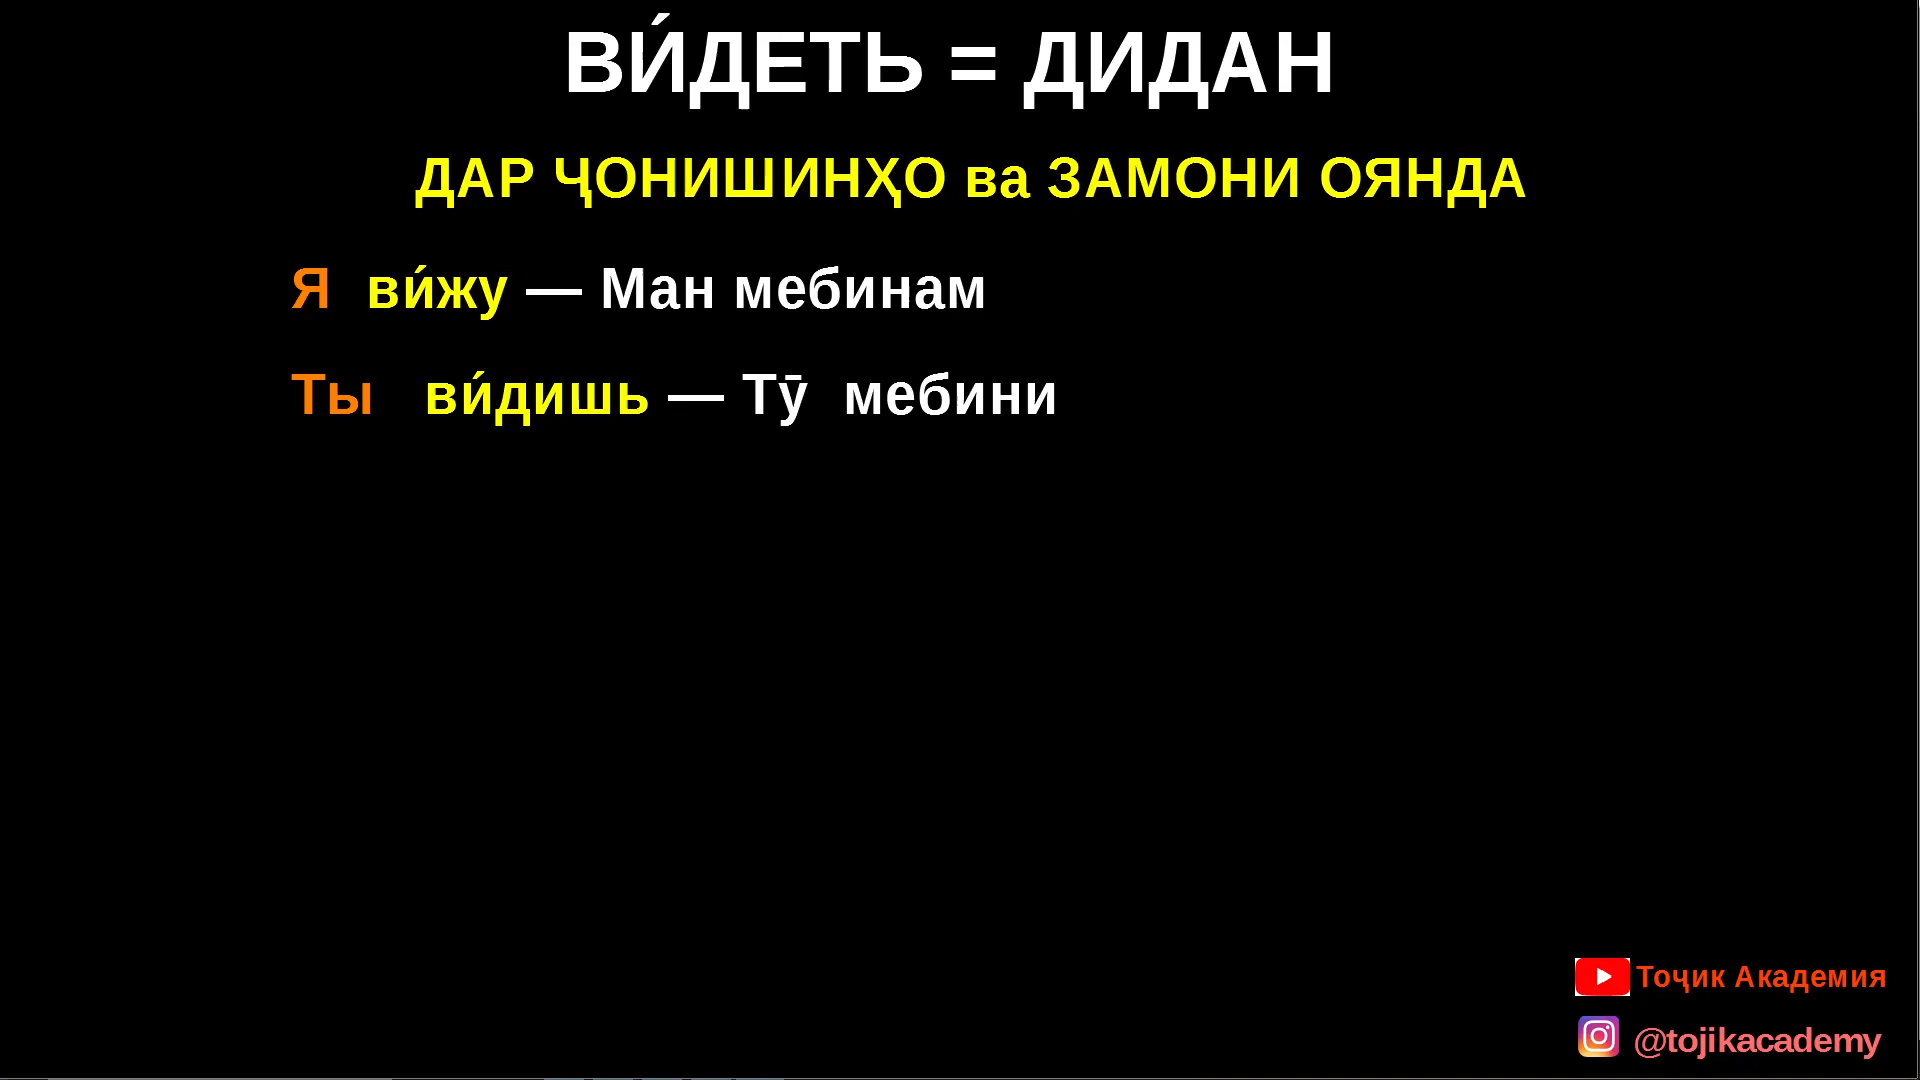 ВИ́ДЕТЬ = ДИДАН
ДАР ҶОНИШИНҲО ва ЗАМОНИ ОЯНДА
Я ви́жу — Ман мебинам
Ты ви́дишь — Тӯ мебини
Тоҷик Академия
@tojikacademy